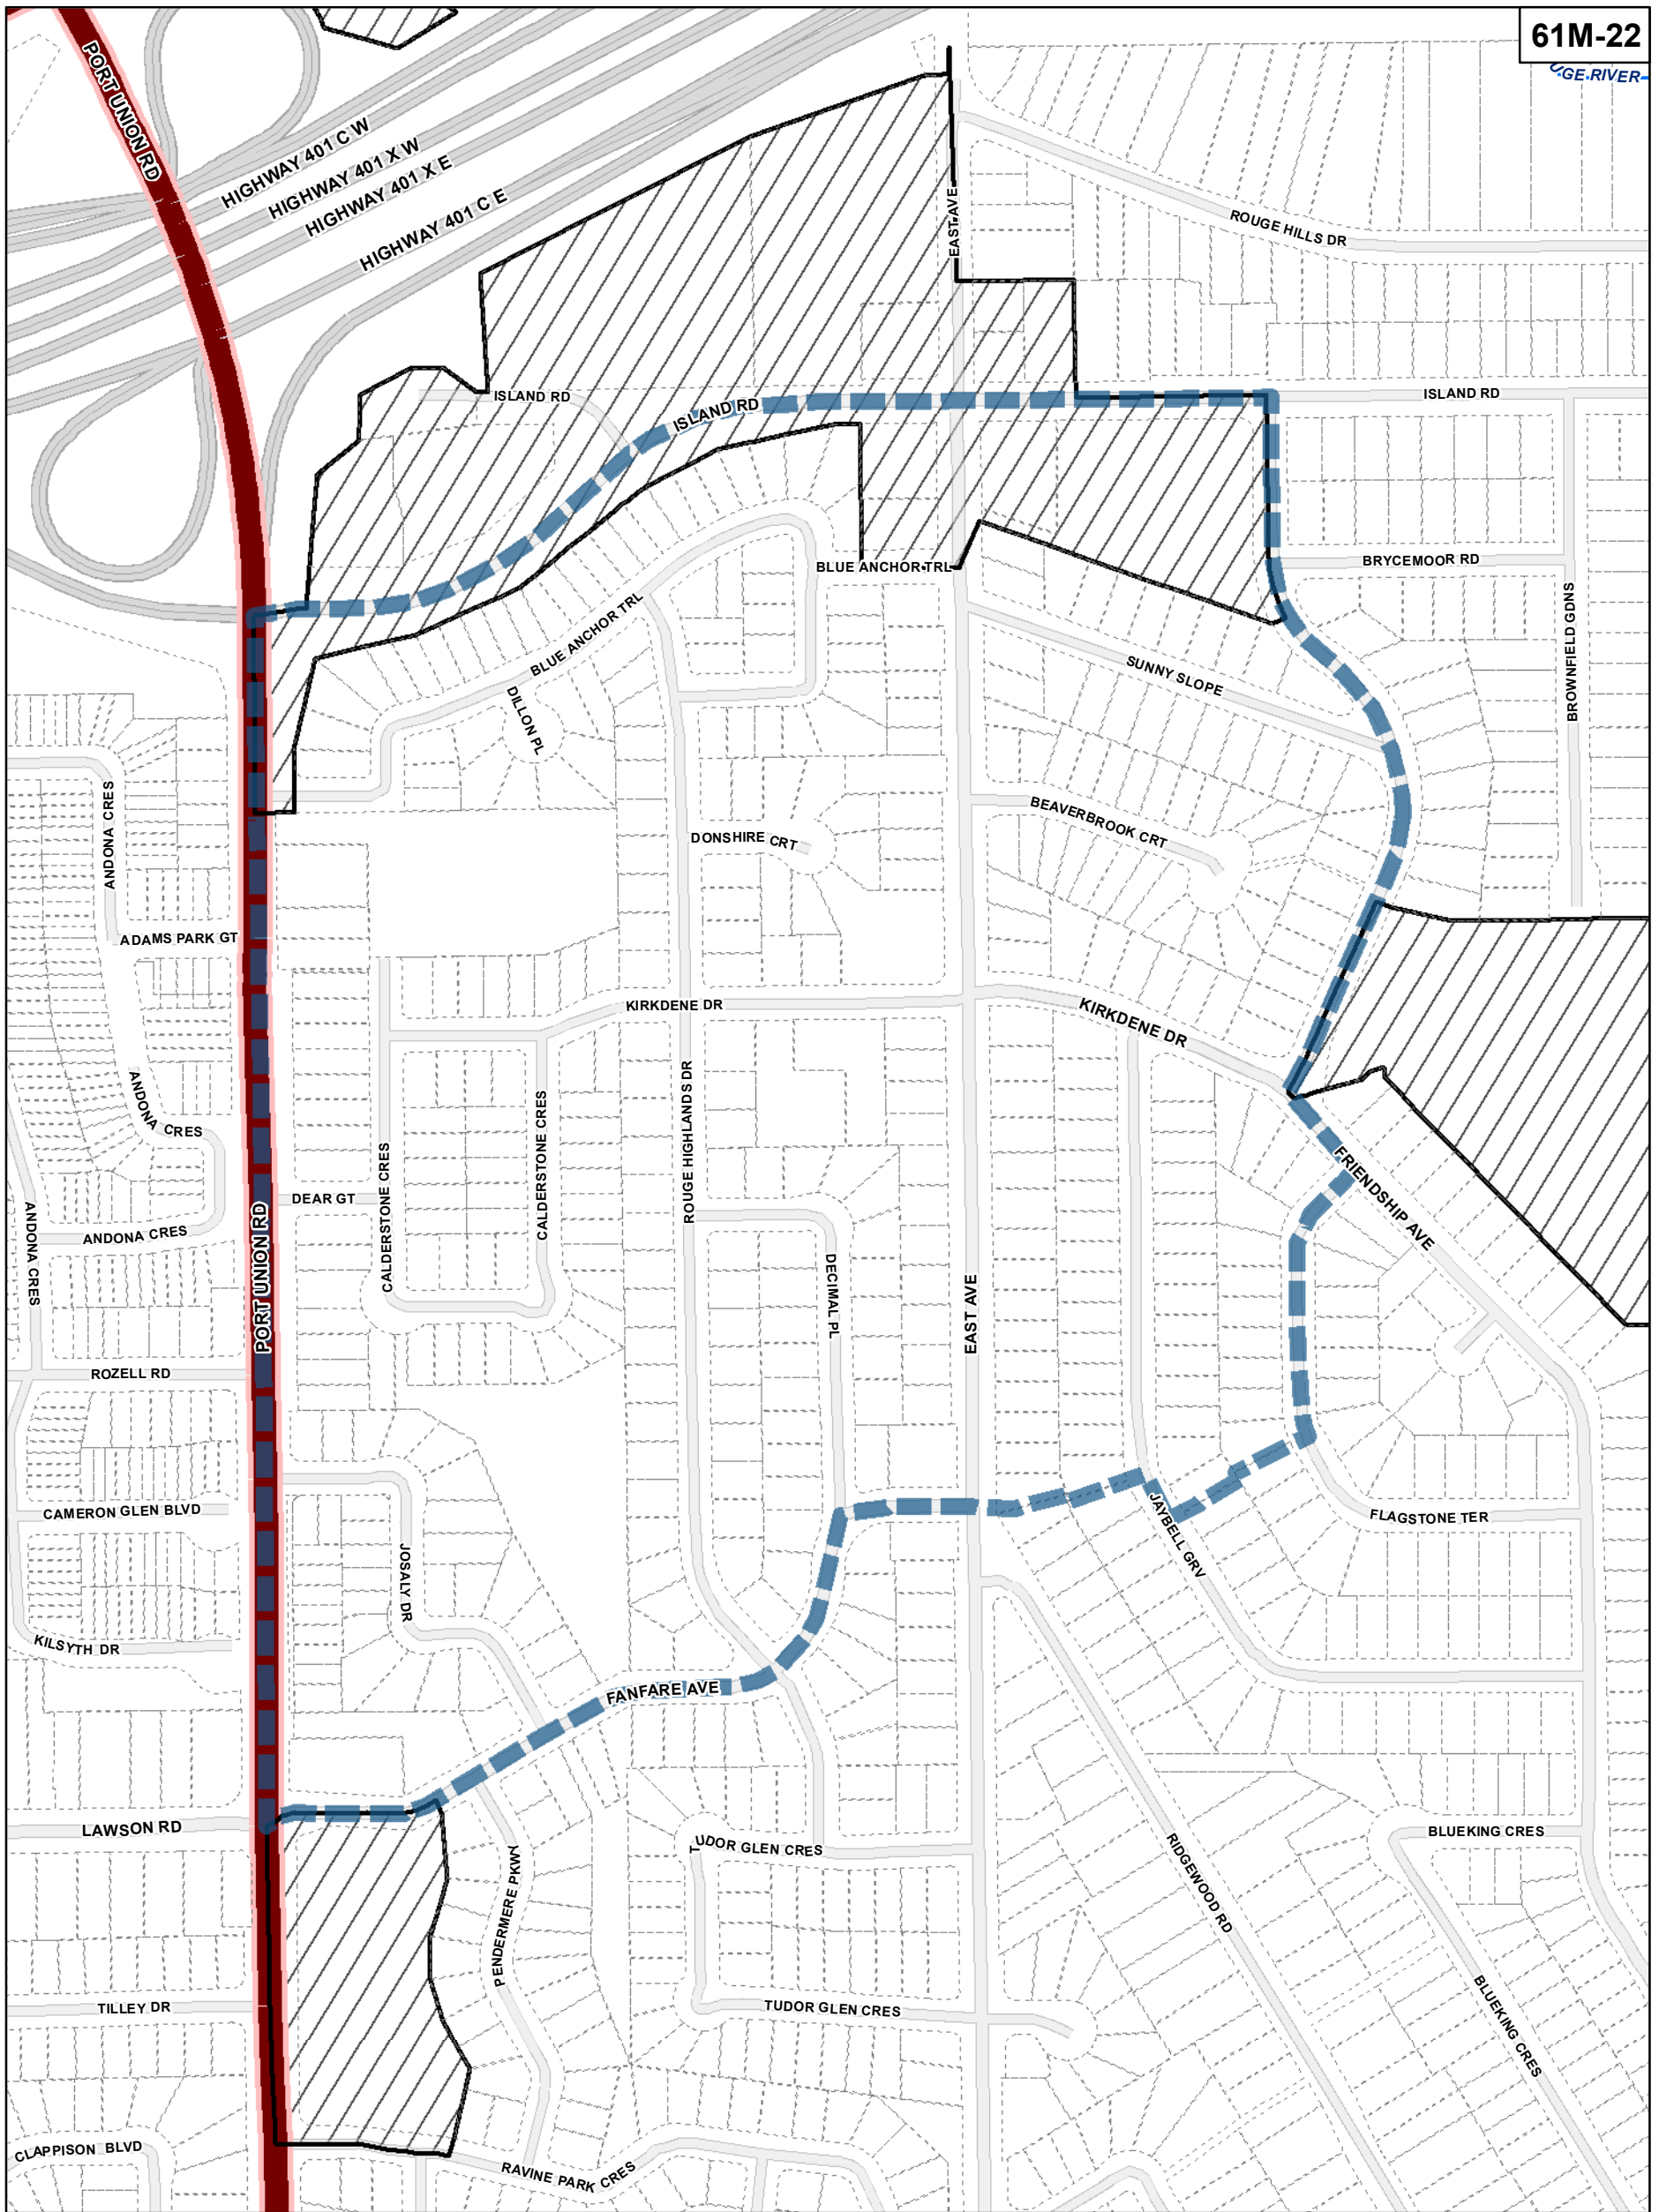 61M-22
GE RIVER
PORT UNION RD
HIGHWAY 401 C W
HIGHWAY 401 X W
HIGHWAY 401 X E
HIGHWAY 401 C E
EAST AVE
ROUGE HILLS DR
ISLAND RD
ISLAND RD
ISLAND RD
BLUE ANCHOR TRL
BRYCEMOOR RD
BLUE ANCHOR TRL
BROWNFIELD GDNS
SUNNY SLOPE
DILLON PL
ANDONA CRES
DONSHIRE CRT
BEAVERBROOK CRT
ADAMS PARK GT
KIRKDENE DR
KIRKDENE DR
ANDONA CRES
CALDERSTONE CRES
CALDERSTONE CRES
ROUGE HIGHLANDS DR
FRIENDSHIP AVE
DEAR GT
ANDONA CRES
ANDONA CRES
PORT UNION RD
DECIMAL PL
EAST AVE
ROZELL RD
CAMERON GLEN BLVD
JOSALY DR
JAYBELL GRV
FLAGSTONE TER
KILSYTH DR
FANFARE AVE
LAWSON RD
TUDOR GLEN CRES
BLUEKING CRES
RIDGEWOOD RD
PENDERMERE PKWY
TILLEY DR
TUDOR GLEN CRES
BLUEKING CRES
CLAPPISON BLVD
RAVINE PARK CRES